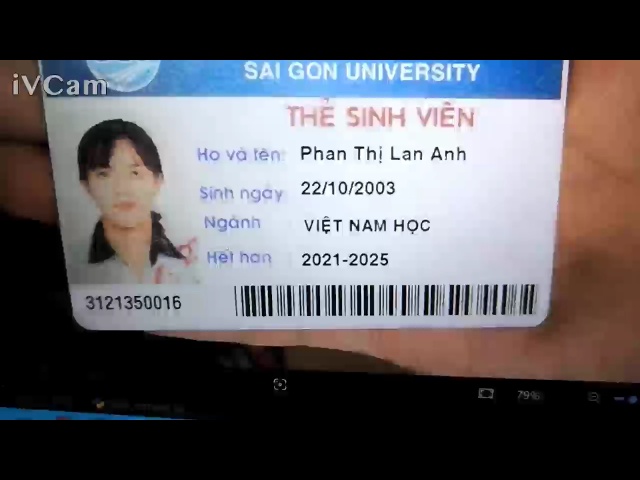 iVCam
SAI GON UNIVERSITY
THẺ SINH VIÊN
Họ và tên: Phan Thị Lan Anh
Sinh ngày 22/10/2003
Ngành VIỆT NAM HỌC
Hết hạn 2021-2025
3121350016
79%